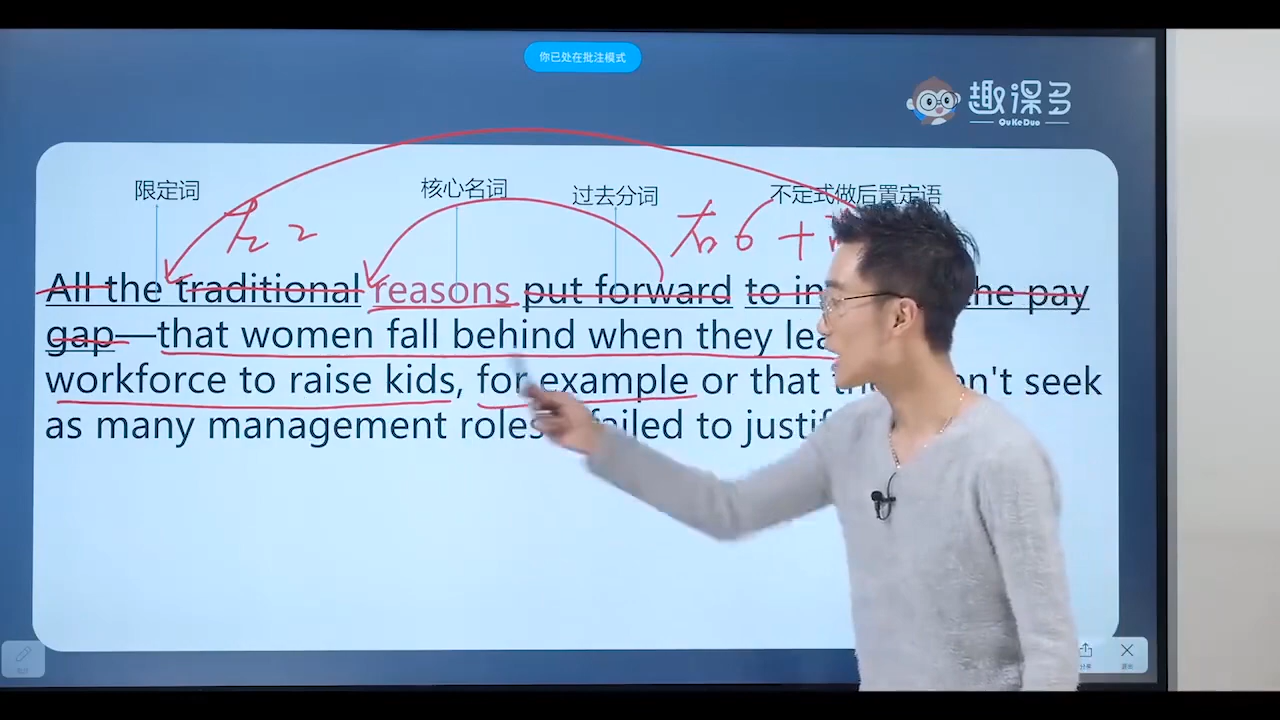 你已处在批注模式
趣课多
QuKeDuo
限定词 核心名词 过去分词 不定式做后置定语
左2 右6+
All the traditional reasons put forward to the pay
gap—that women fall behind when they
workforce to raise kids, for example or that seek
as many management roles failed to